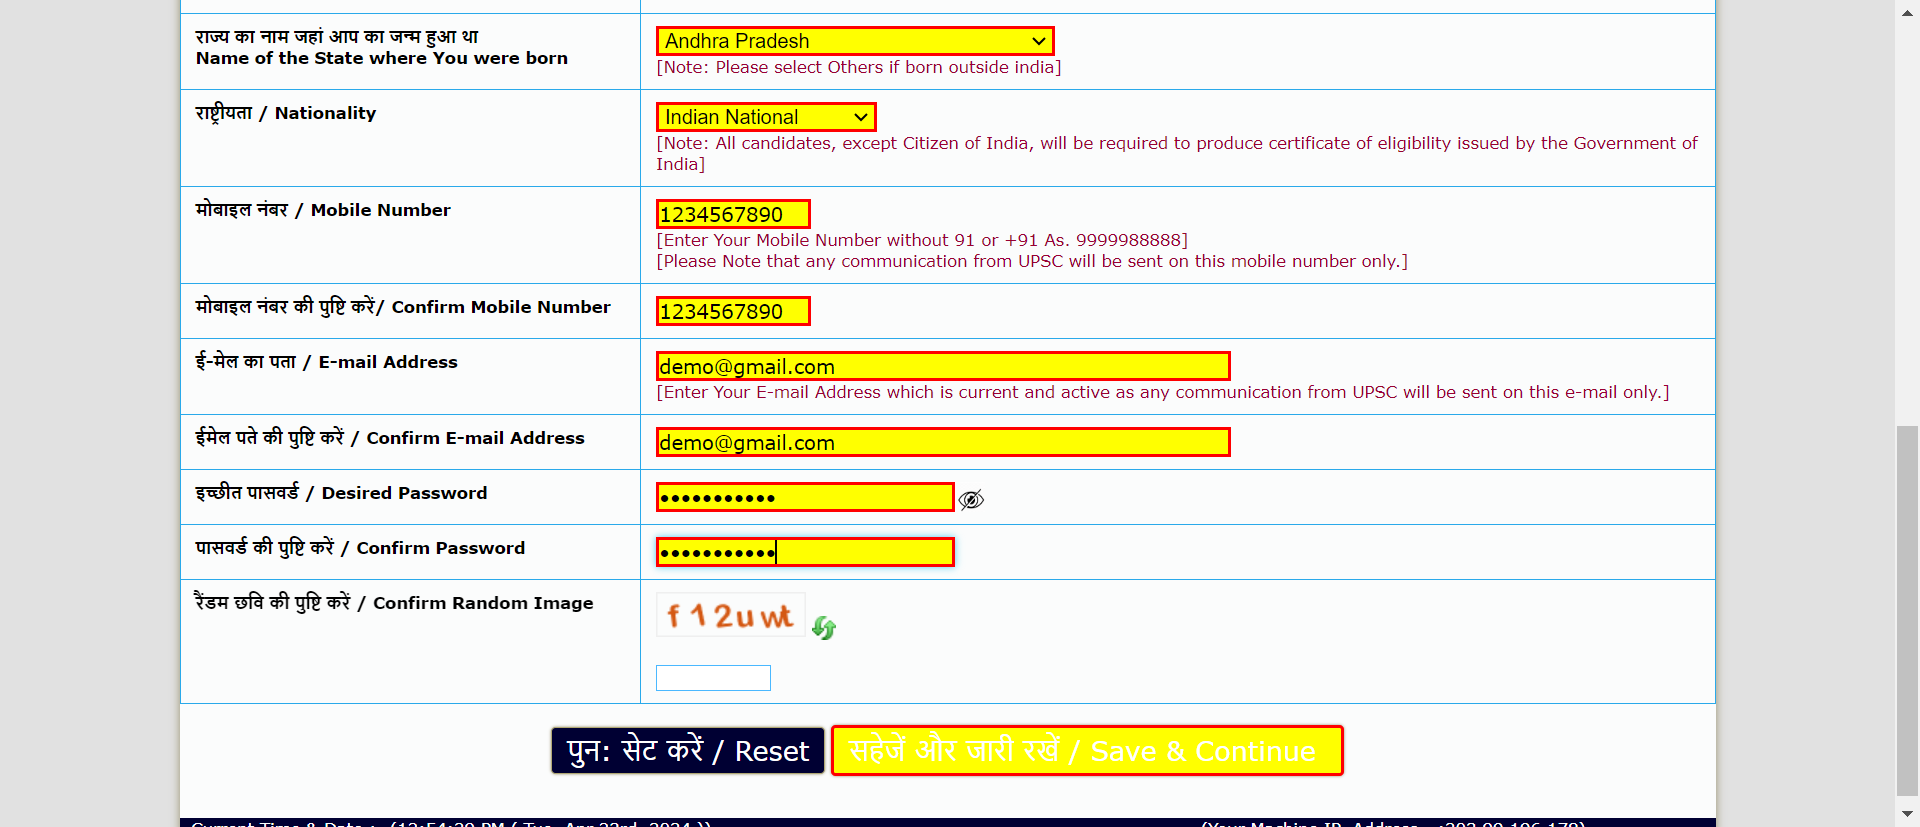 राज्य का नाम जहां आप का जन्म हुआ था
Name of the State where You were born
Andhra Pradesh
[Note: Please select Others if born outside india]
राष्ट्रीयता / Nationality
Indian National
[Note: All candidates, except Citizen of India, will be required to produce certificate of eligibility issued by the Government of
India]
मोबाइल नंबर / Mobile Number
1234567890
[Enter Your Mobile Number without 91 or +91 As. 9999988888]
[Please Note that any communication from UPSC will be sent on this mobile number only.]
मोबाइल नंबर की पुष्टि करें/ Confirm Mobile Number
1234567890
ई-मेल का पता / E-mail Address
demo@gmail.com
[Enter Your E-mail Address which is current and active as any communication from UPSC will be sent on this e-mail only.]
ईमेल पते की पुष्टि करें / Confirm E-mail Address
demo@gmail.com
इच्छीत पासवर्ड / Desired Password
पासवर्ड की पुष्टि करें / Confirm Password
रैंडम छवि की पुष्टि करें / Confirm Random Image
f12uwt
पुन: सेट करें / Reset
सहेजें और जारी रखें / Save & Continue
Current Time & Date :